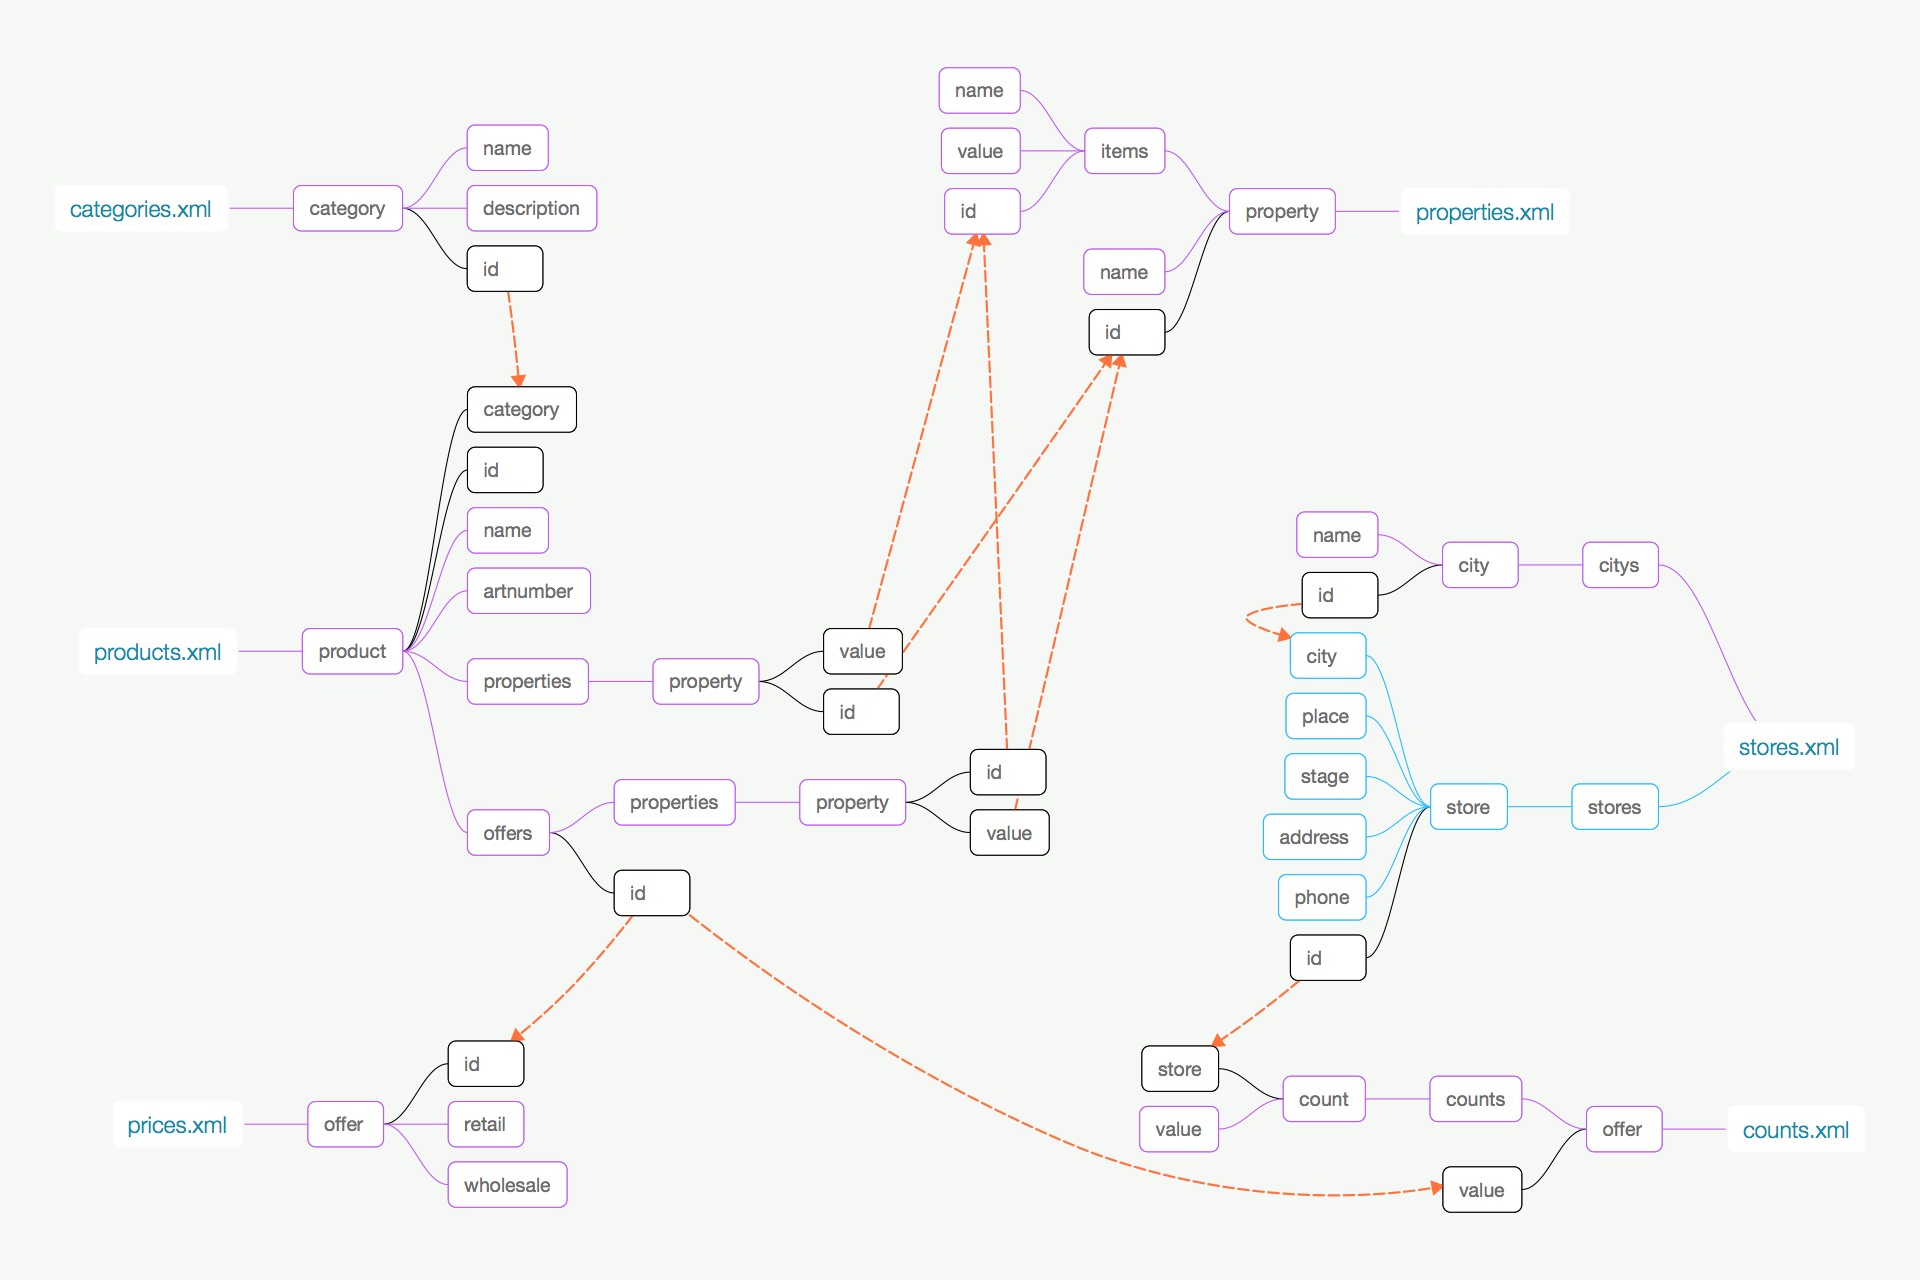 categories.xml
category
name
description
id
products.xml
product
category
id
name
artnumber
properties
property
value
id
offers
properties
property
id
value
id
prices.xml
offer
id
retail
wholesale
properties.xml
property
items
name
value
id
name
id
stores.xml
citys
city
name
id
stores
store
city
place
stage
address
phone
id
counts.xml
offer
counts
count
store
value
value